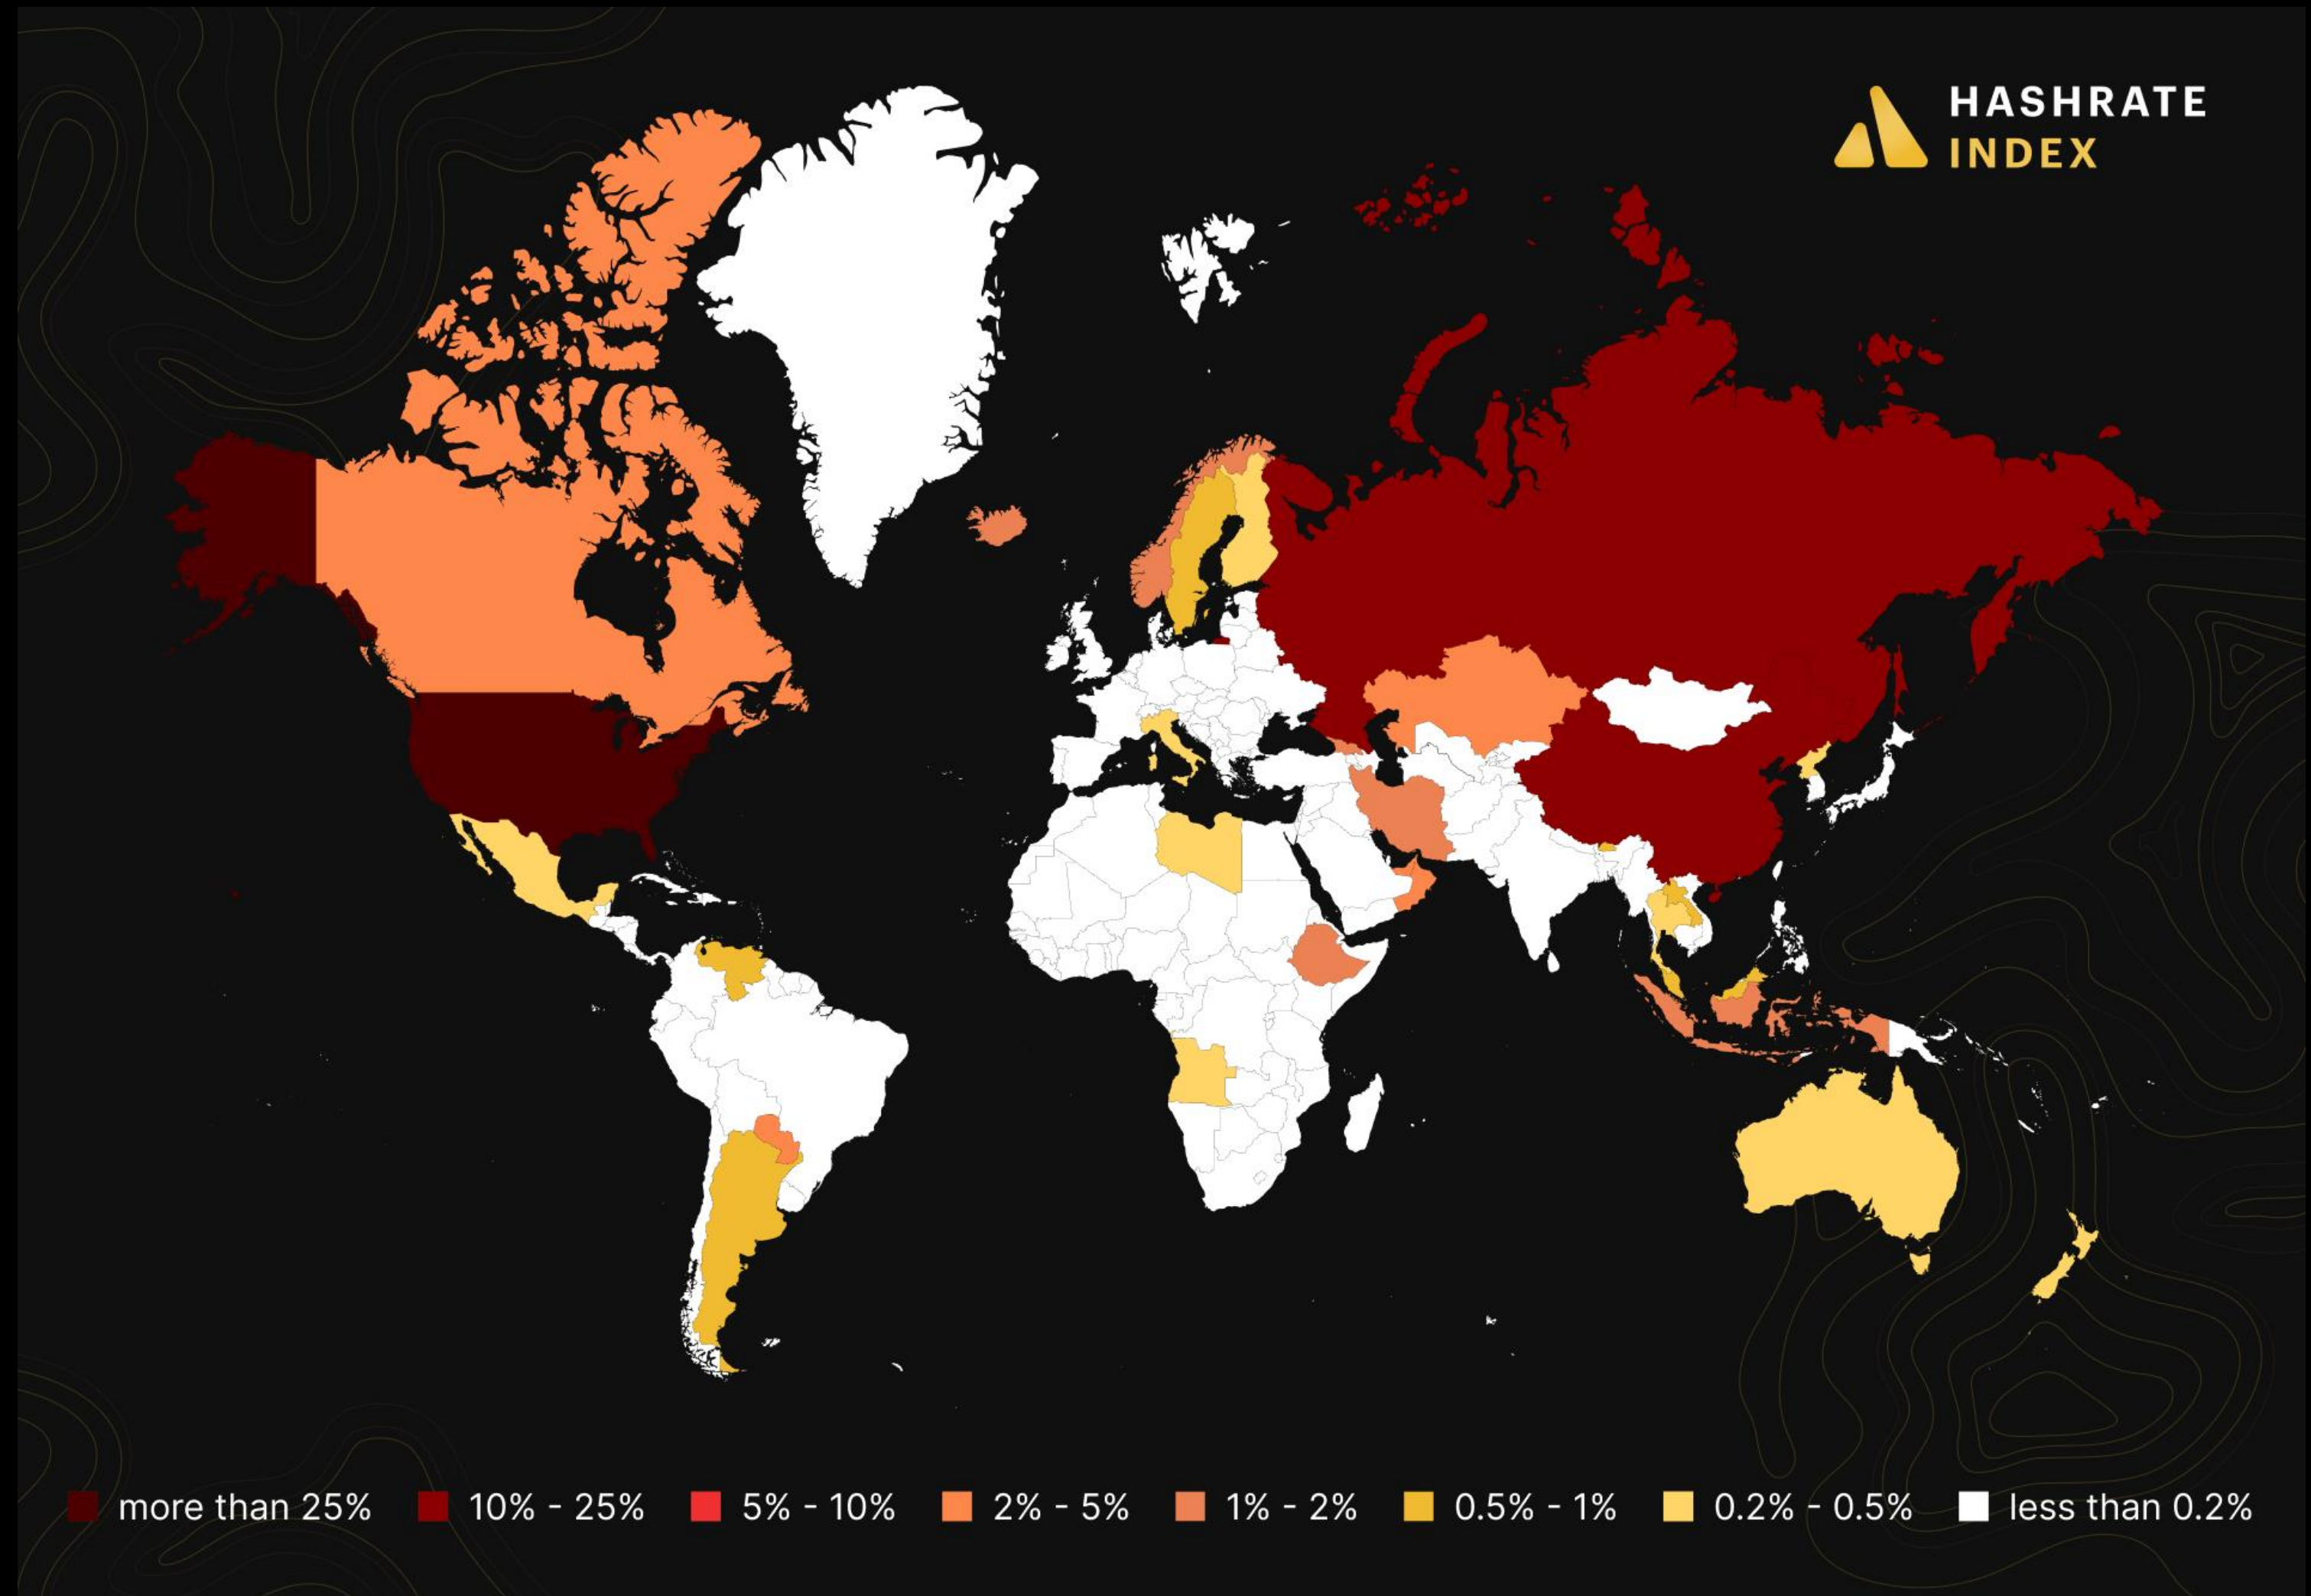 HASHRATE
INDEX
more than 25%
10% - 25%
5% - 10%
2% - 5%
1% - 2%
0.5% - 1%
0.2% - 0.5%
less than 0.2%